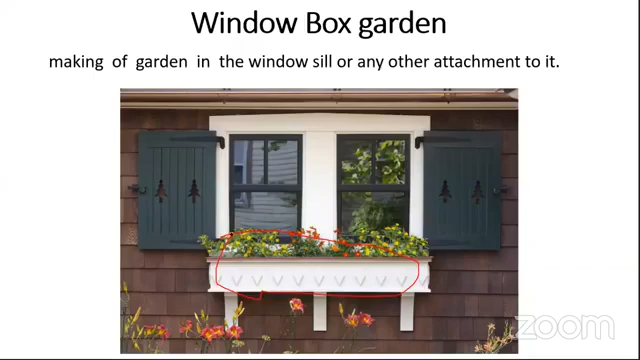 Window Box garden
making of garden in the window sill or any other attachment to it.
zoom